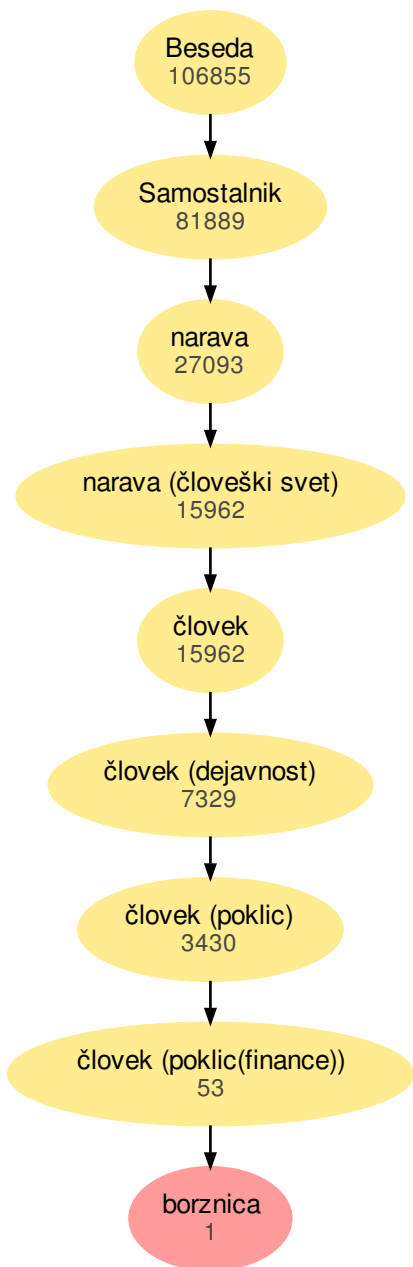 Beseda
106855
Samostalnik
81889
narava
27093
narava (človeški svet)
15962
človek
15962
človek (dejavnost)
7329
človek (poklic)
3430
človek (poklic(finance))
53
borznica
1